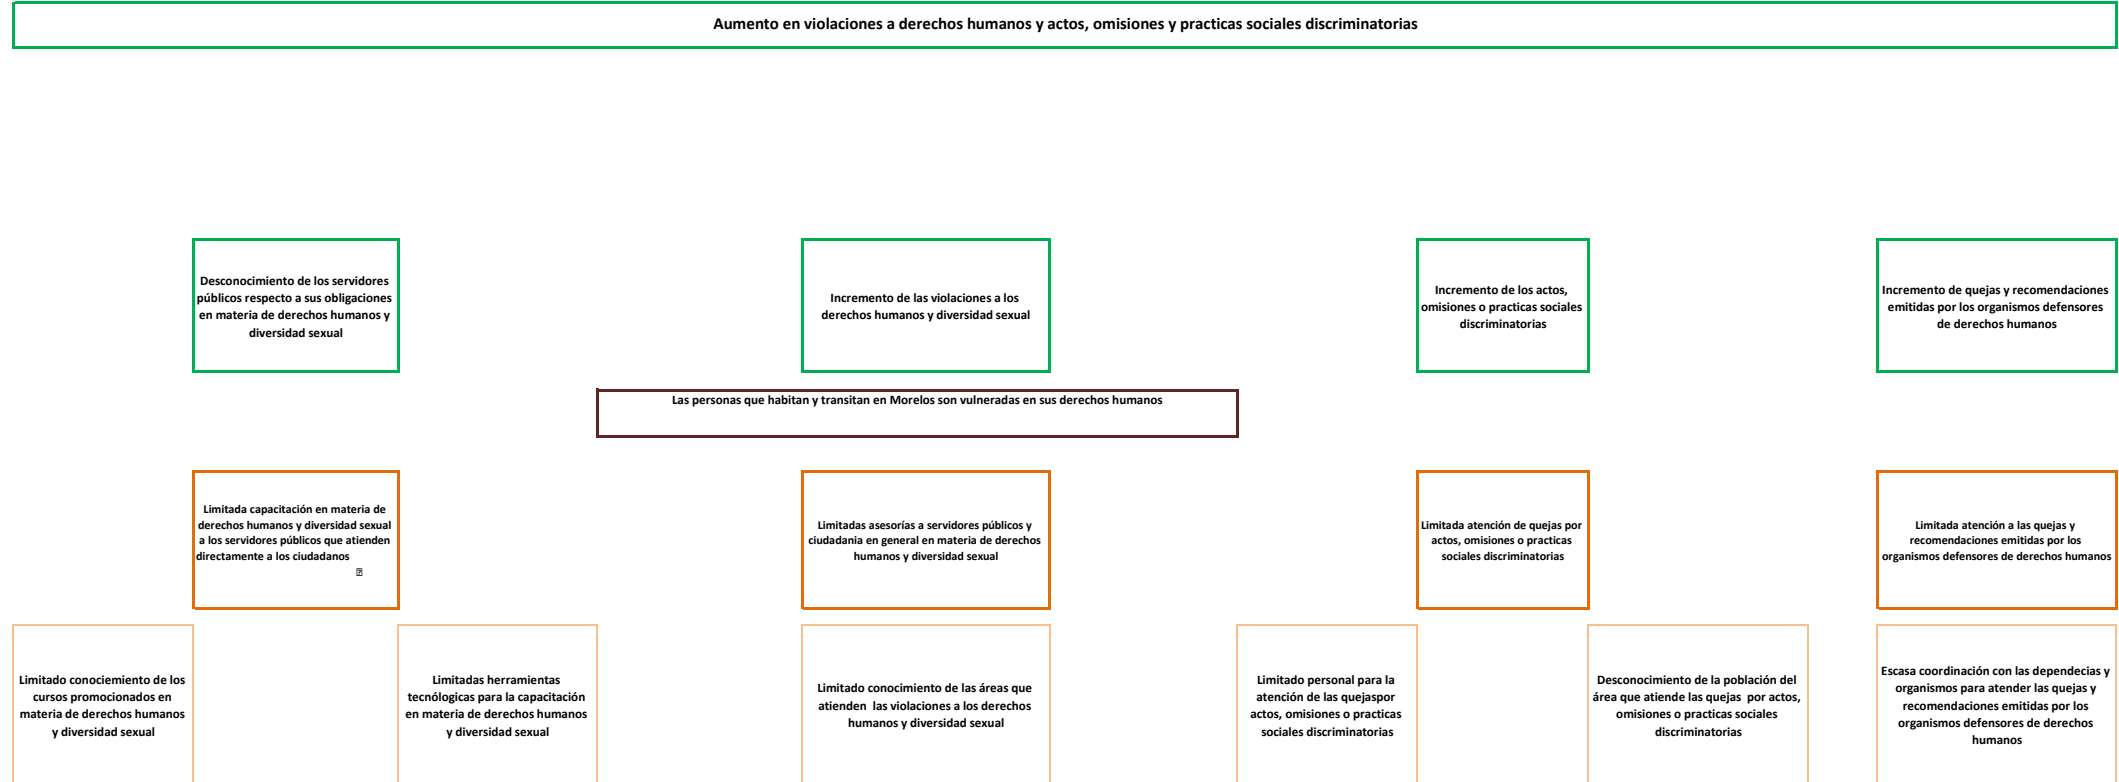 Aumento en violaciones a derechos humanos y actos, omisiones y practicas sociales discriminatorias
Desconocimiento de los servidores
públicos respecto a sus obligaciones
en materia de derechos humanos y
diversidad sexual
Incremento de las violaciones a los
derechos humanos y diversidad sexual
Incremento de los actos,
omisiones o practicas sociales
discriminatorias
Incremento de quejas y recomendaciones
emitidas por los organismos defensores
de derechos humanos
Las personas que habitan y transitan en Morelos son vulneradas en sus derechos humanos
Limitada capacitación en materia de
derechos humanos y diversidad sexual
a los servidores públicos que atienden
directamente a los ciudadanos
Limitadas asesorías a servidores públicos y
ciudadania en general en materia de derechos
humanos y diversidad sexual
Limitada atención de quejas por
actos, omisiones o practicas
sociales discriminatorias
Limitada atención a las quejas y
recomendaciones emitidas por los
organismos defensores de derechos humanos
Limitado conociemiento de los
cursos promocionados en
materia de derechos humanos
y diversidad sexual
Limitadas herramientas
tecnólogicas para la capacitación
en materia de derechos humanos
y diversidad sexual
Limitado conocimiento de las áreas que
atienden las violaciones a los derechos
humanos y diversidad sexual
Limitado personal para la
atención de las quejaspor
actos, omisiones o practicas
sociales discriminatorias
Desconocimiento de la población del
área que atiende las quejas por actos,
omisiones o practicas sociales
discriminatorias
Escasa coordinación con las dependecias y
organismos para atender las quejas y
recomendaciones emitidas por los
organismos defensores de derechos
humanos